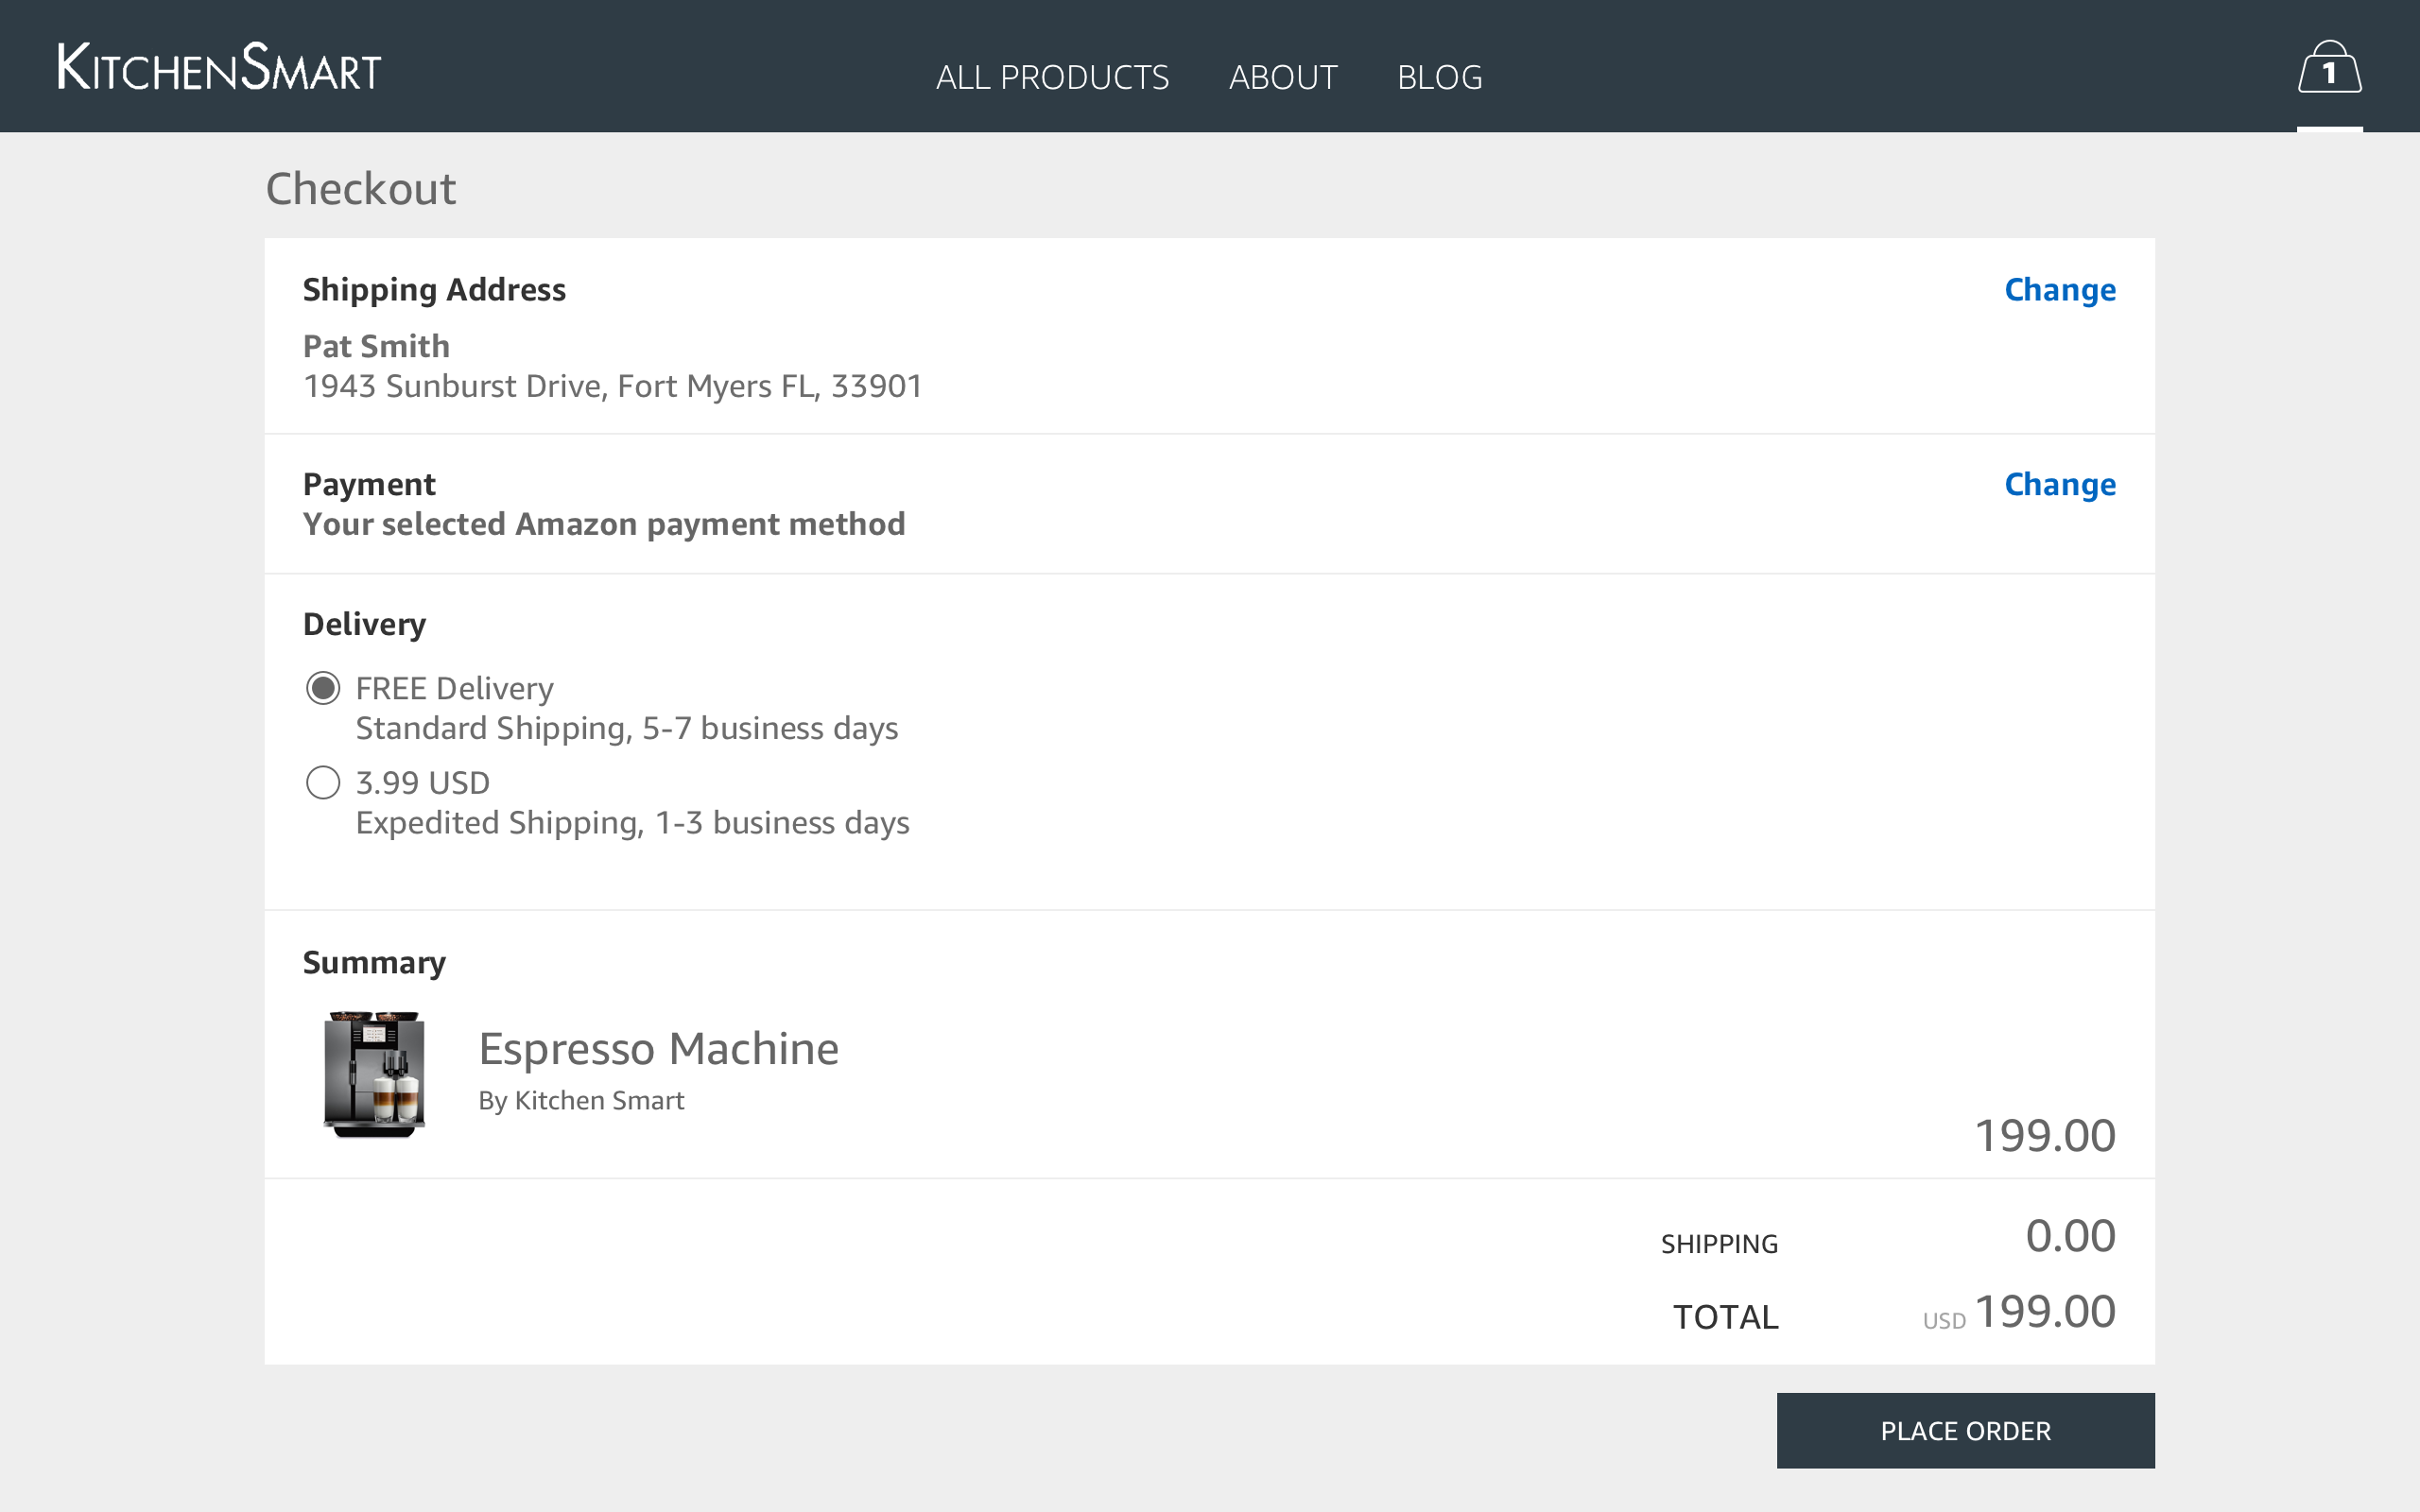 KITCHENSMART
ALL PRODUCTS ABOUT BLOG
1
Checkout
Shipping Address Change
Pat Smith
1943 Sunburst Drive, Fort Myers FL, 33901
Payment Change
Your selected Amazon payment method
Delivery
FREE Delivery
Standard Shipping, 5-7 business days
3.99 USD
Expedited Shipping, 1-3 business days
Summary
Espresso Machine
By Kitchen Smart
199.00
SHIPPING 0.00
TOTAL USD 199.00
PLACE ORDER